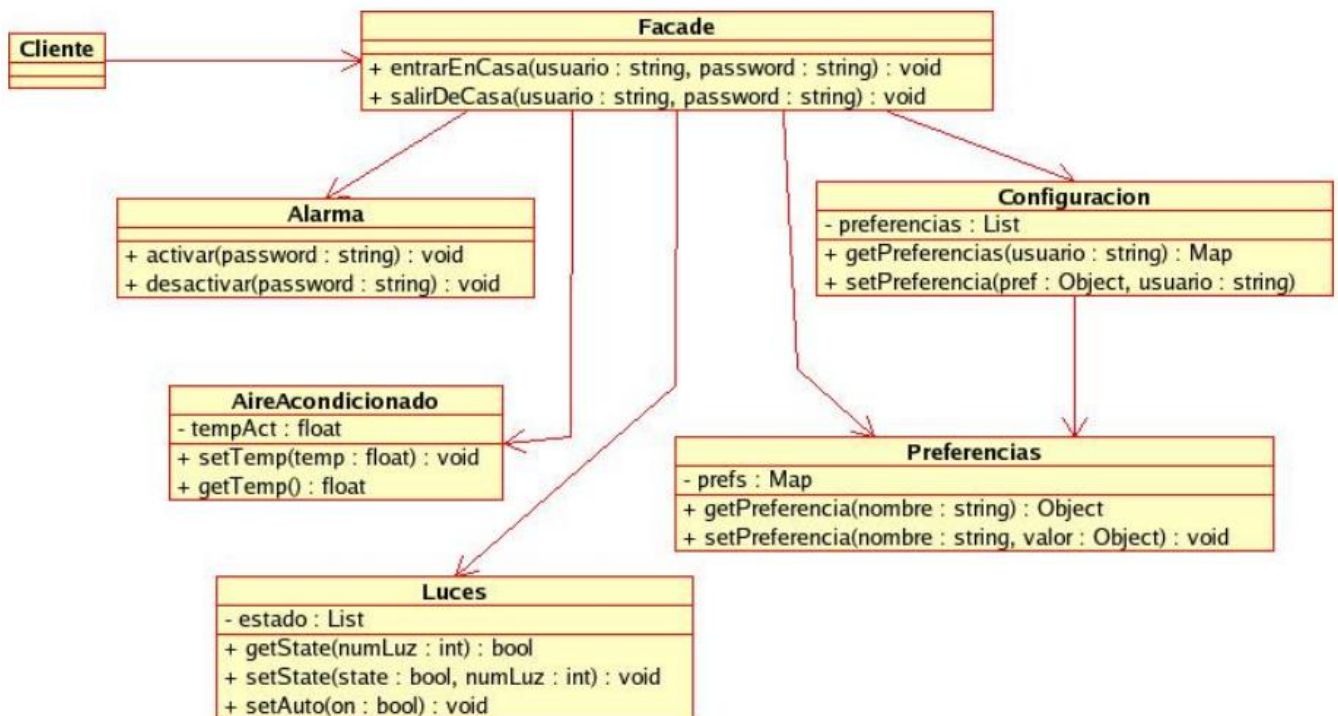 Cliente
Facade
+ entrarEnCasa(usuario : string, password : string) : void
+ salirDeCasa(usuario : string, password : string) : void
Alarma
+ activar(password : string) : void
+ desactivar(password : string) : void
Configuracion
- preferencias : List
+ getPreferencias(usuario : string) : Map
+ setPreferencia(pref : Object, usuario : string)
AireAcondicionado
- tempAct : float
+ setTemp(temp : float) : void
+ getTemp() : float
Preferencias
- prefs : Map
+ getPreferencia(nombre : string) : Object
+ setPreferencia(nombre : string, valor : Object) : void
Luces
- estado : List
+ getState(numLuz : int) : bool
+ setState(state : bool, numLuz : int) : void
+ setAuto(on : bool) : void